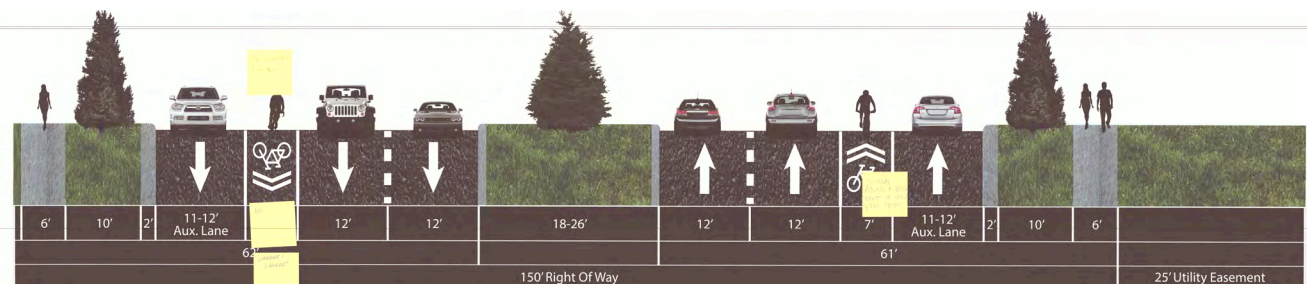 6' 10' 2' 11-12' 12' 12' 18-26' 12' 12' 7' 11-12' 2' 10' 6'
Aux. Lane Aux. Lane
62' 61'
150' Right Of Way 25' Utility Easement